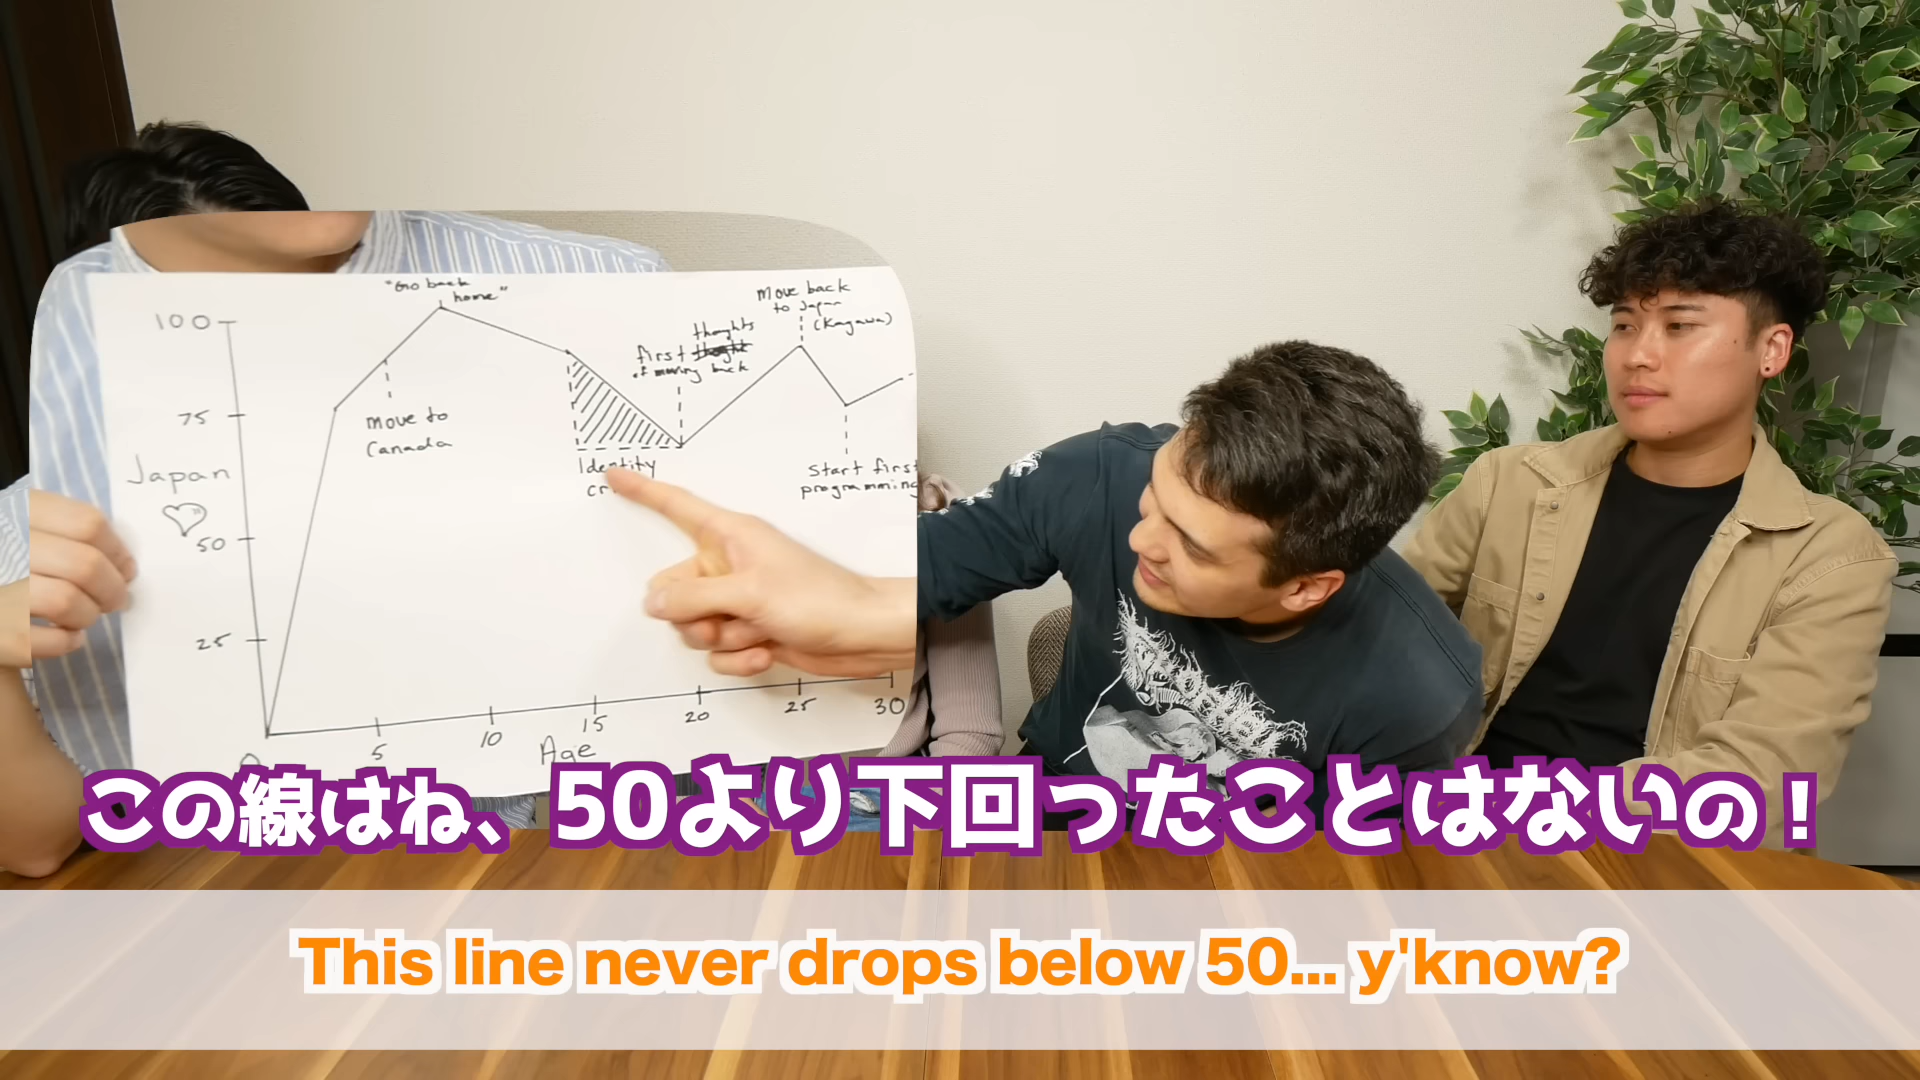 "Go back
home"
Move back
to Japan
(Kagawa)
thoughts
first
of moving back
100
75
move to
Canada
Japan
50
25
Identity
Start first
programming
0
5
10
15
20
25
30
Age
この線はね、50より下回ったことはないの！
This line never drops below 50... y'know?